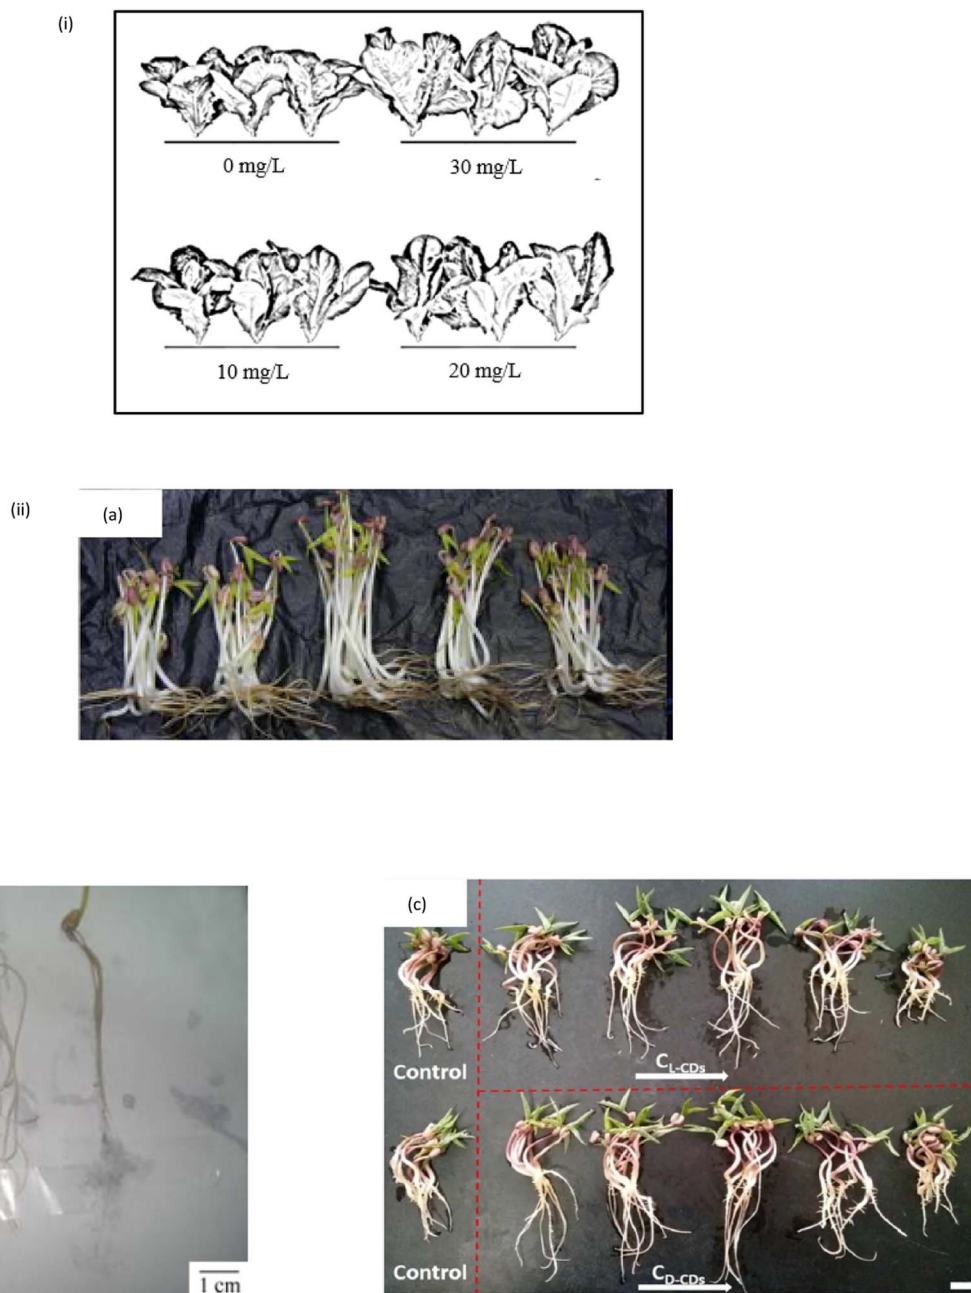 (i)
0 mg/L
30 mg/L
10 mg/L
20 mg/L
(ii)
(a)
1 cm
(c)
Control
C_L-CDs
Control
C_D-CDs